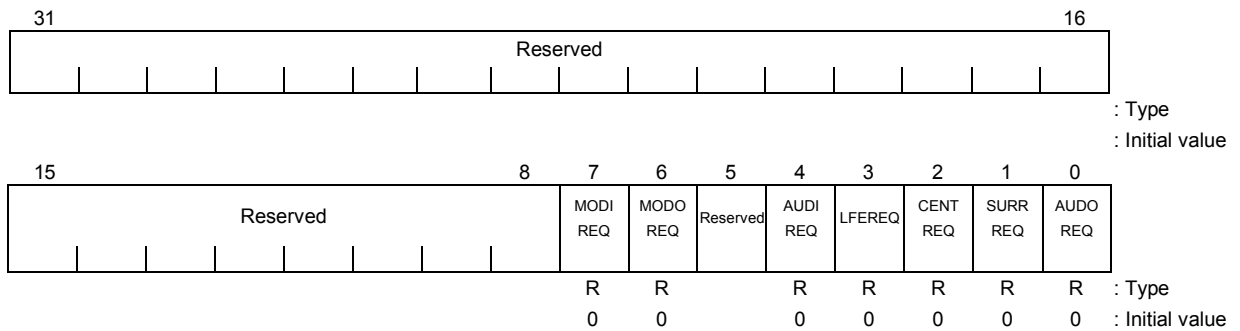 31 16
Reserved
: Type
: Initial value
15 8 7 6 5 4 3 2 1 0
Reserved MODI REQ MODO REQ Reserved AUDI REQ LFEREQ CENT REQ SURR REQ AUDO REQ
R R R R R R R : Type
0 0 0 0 0 0 0 : Initial value